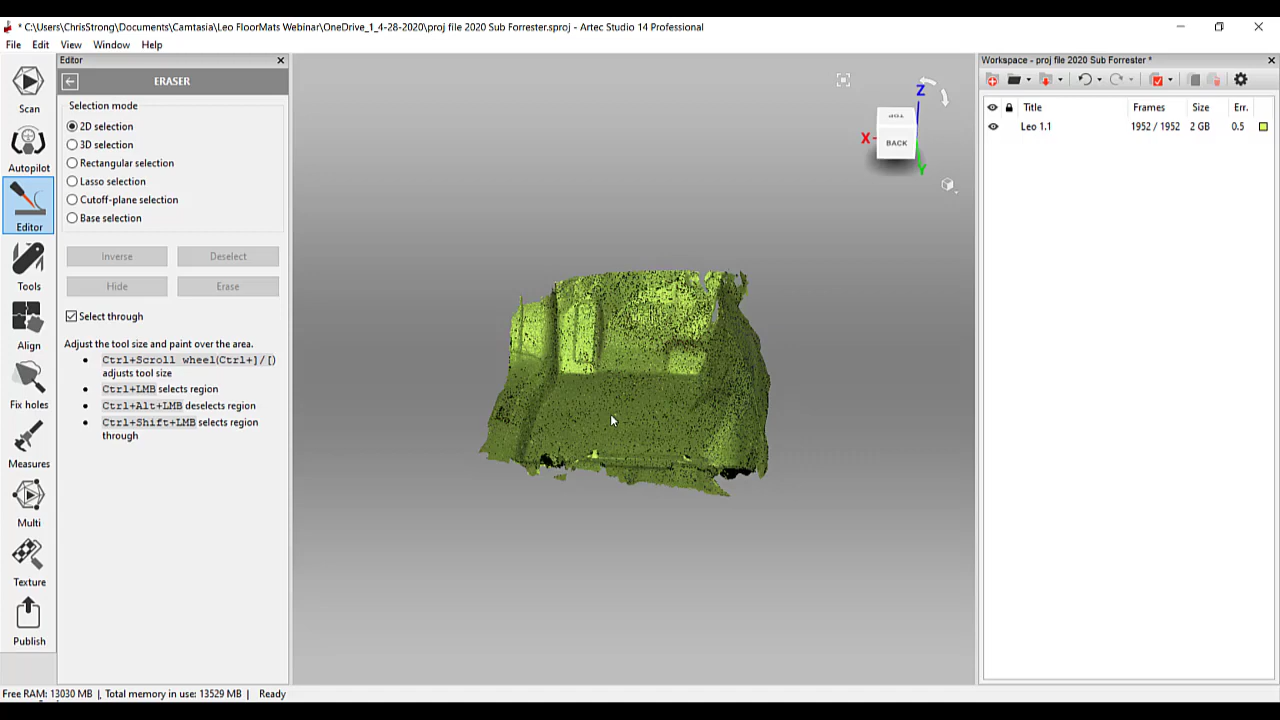 * C:\Users\ChrisStrong\Documents\Camtasia\Leo FloorMats Webinar\OneDrive_1_4-28-2020\proj file 2020 Sub Forrester.sproj - Artec Studio 14 Professional
File Edit View Window Help
Editor
ERASER
Selection mode
2D selection
3D selection
Rectangular selection
Lasso selection
Cutoff-plane selection
Base selection
Inverse Deselect
Hide Erase
Select through
Adjust the tool size and paint over the area.
Ctrl+Scroll wheel(Ctrl+]/[)
adjusts tool size
Ctrl+LMB selects region
Ctrl+Alt+LMB deselects region
Ctrl+Shift+LMB selects region
through
Scan
Autopilot
Editor
Tools
Align
Fix holes
Measures
Multi
Texture
Publish
Z
X
Y
TOP
BACK
Workspace - proj file 2020 Sub Forrester *
Title Frames Size Err.
Leo 1.1 1952 / 1952 2 GB 0.5
Free RAM: 13030 MB | Total memory in use: 13529 MB | Ready